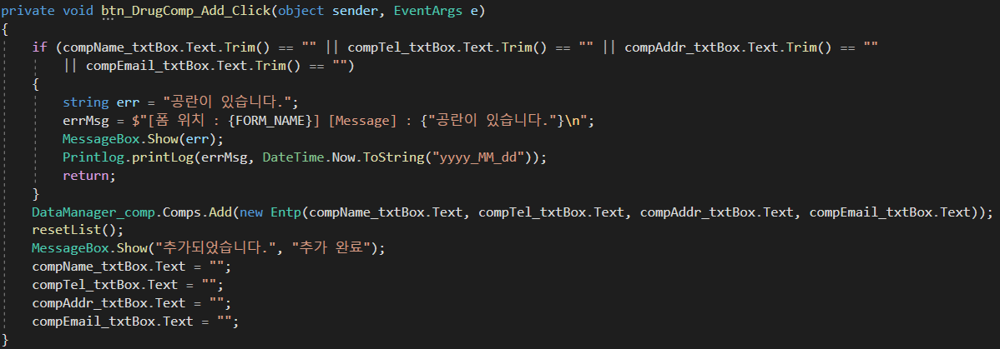 private void btn_DrugComp_Add_Click(object sender, EventArgs e)
{
if (compName_txtBox.Text.Trim() == "" || compTel_txtBox.Text.Trim() == "" || compAddr_txtBox.Text.Trim() == ""
|| compEmail_txtBox.Text.Trim() == "")
{
string err = "공란이 있습니다.";
errMsg = $"[폼 위치 : {FORM_NAME}] [Message] : {"공란이 있습니다."}\n";
MessageBox.Show(err);
Printlog.printLog(errMsg, DateTime.Now.ToString("yyyy_MM_dd"));
return;
}
DataManager_comp.Comps.Add(new Entp(compName_txtBox.Text, compTel_txtBox.Text, compAddr_txtBox.Text, compEmail_txtBox.Text));
resetList();
MessageBox.Show("추가되었습니다.", "추가 완료");
compName_txtBox.Text = "";
compTel_txtBox.Text = "";
compAddr_txtBox.Text = "";
compEmail_txtBox.Text = "";
}